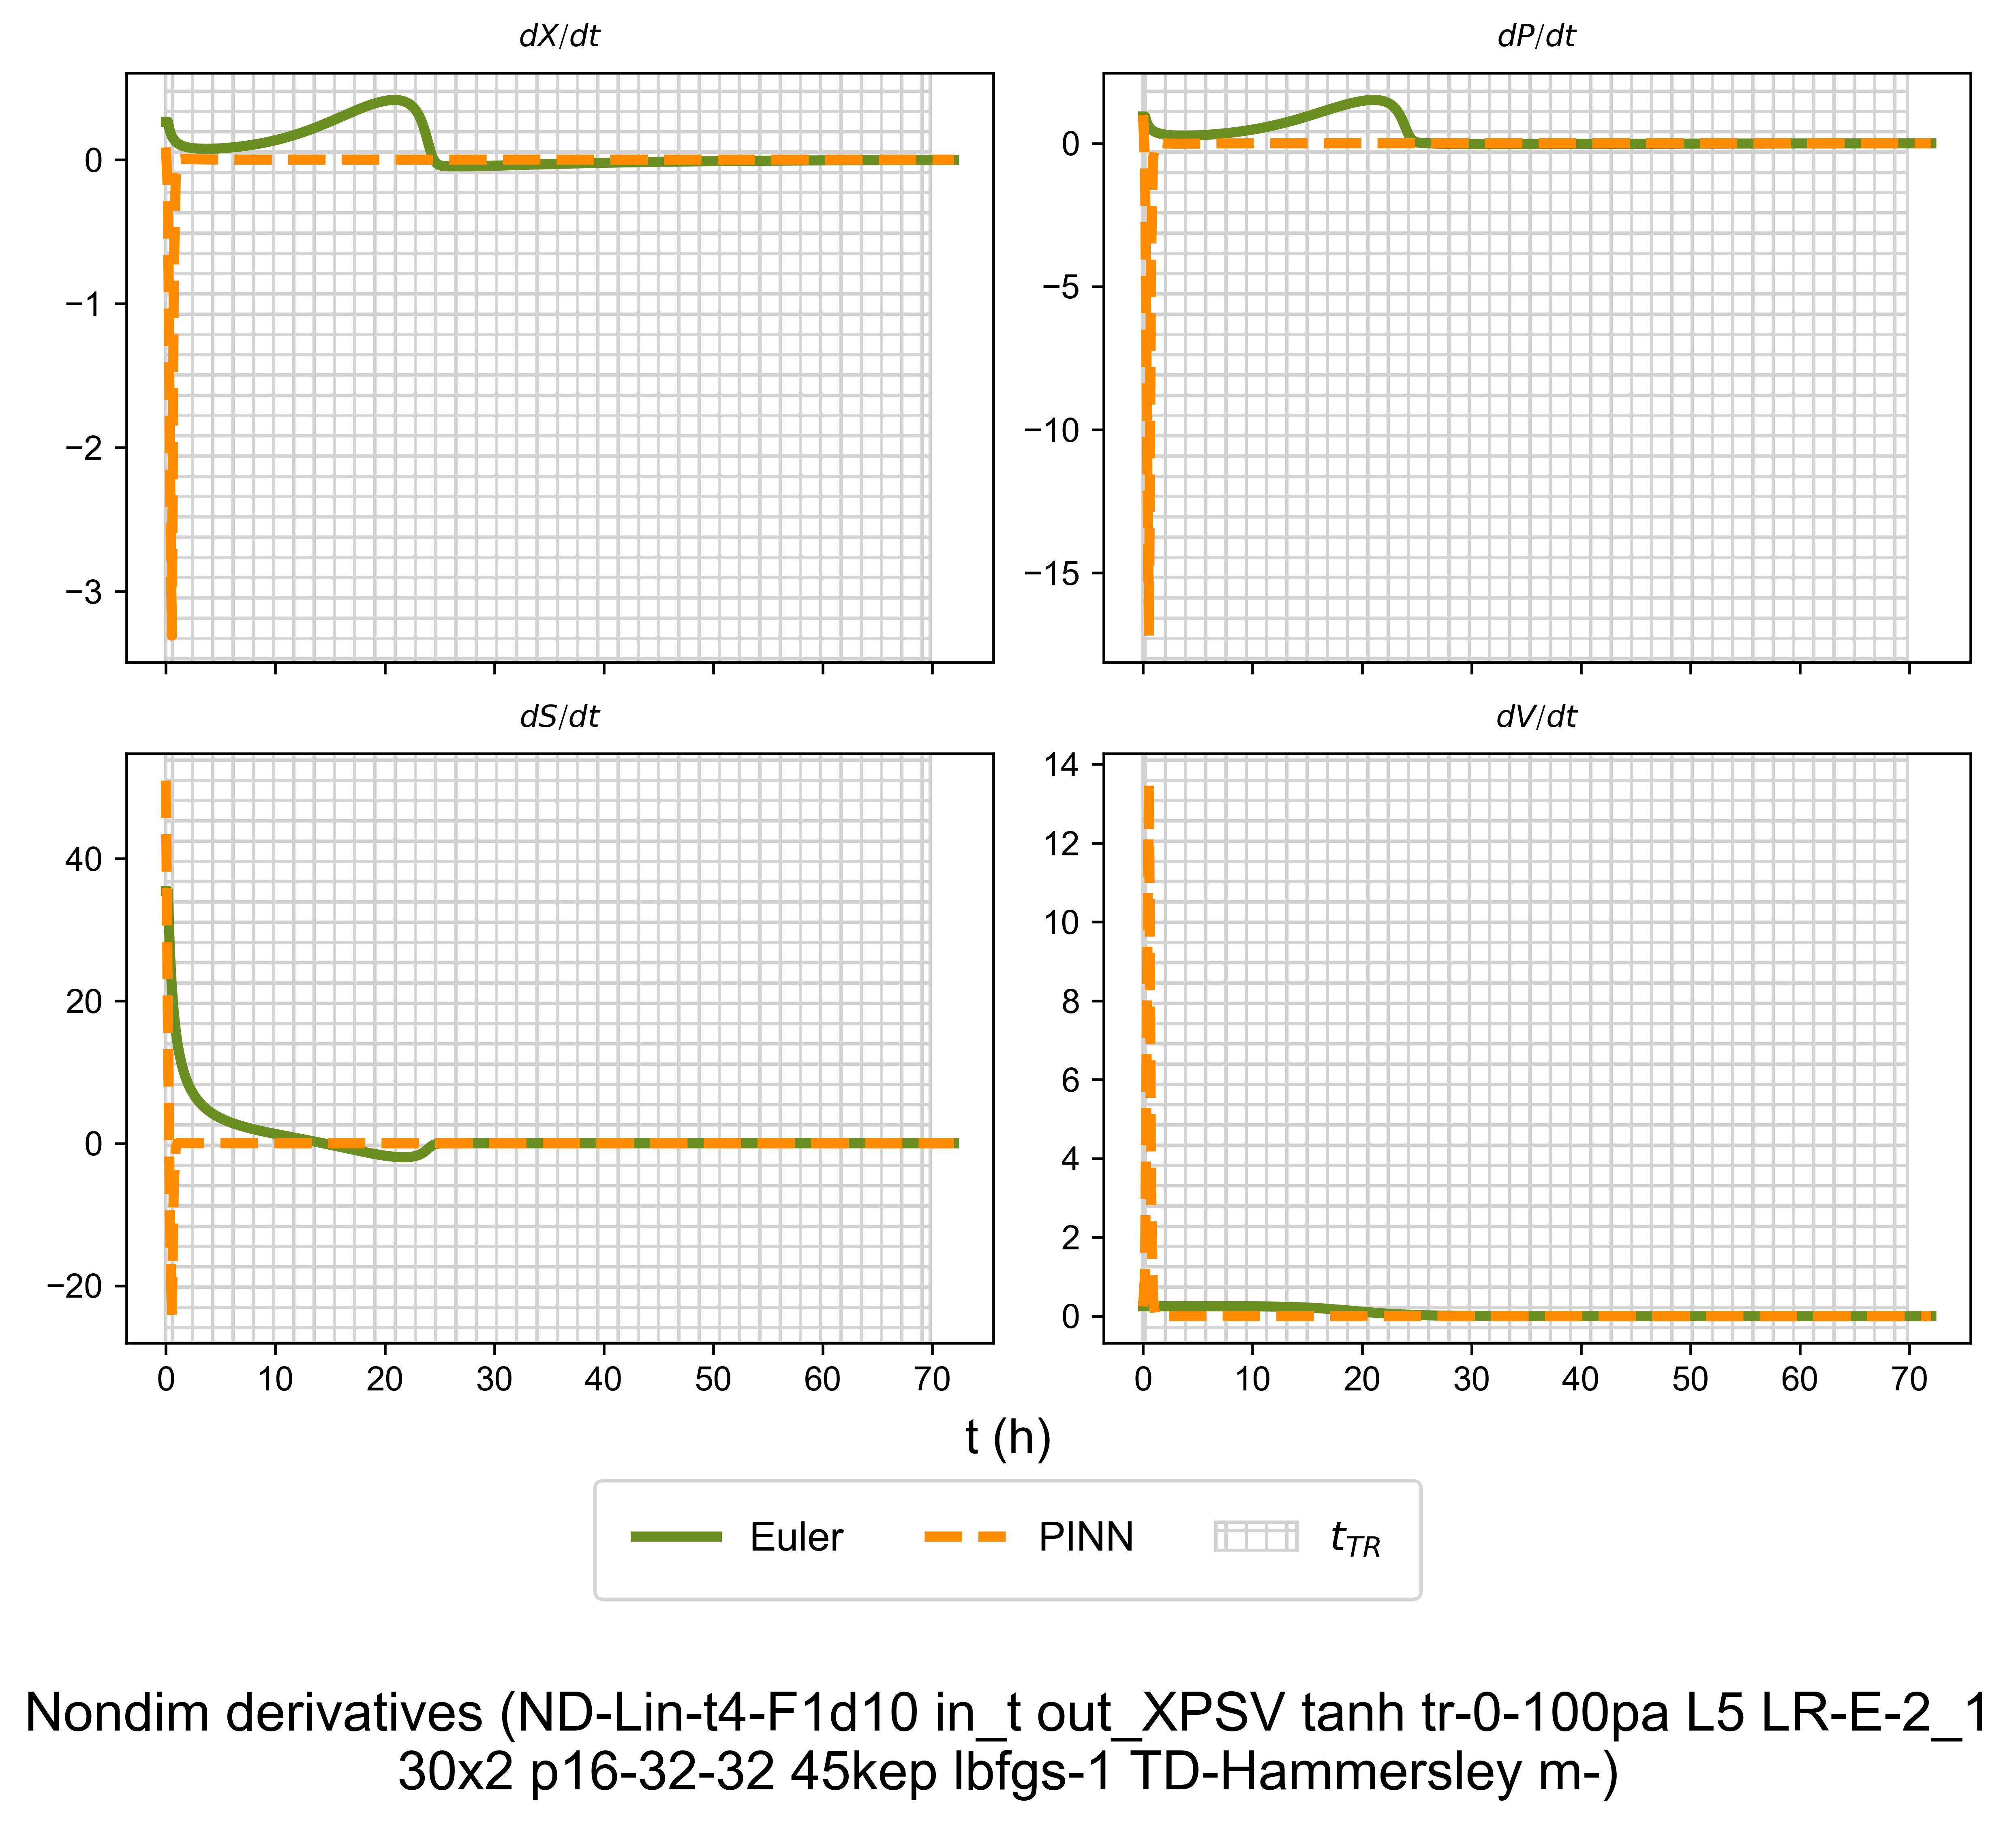 dX/dt
dP/dt
0
−1
−2
−3
0
−5
−10
−15
dS/dt
dV/dt
40
20
0
−20
14
12
10
8
6
4
2
0
0 10 20 30 40 50 60 70
0 10 20 30 40 50 60 70
t (h)
Euler PINN t_{TR}
Nondim derivatives (ND-Lin-t4-F1d10 in_t out_XPSV tanh tr-0-100pa L5 LR-E-2_1
30x2 p16-32-32 45kep lbfgs-1 TD-Hammersley m-)